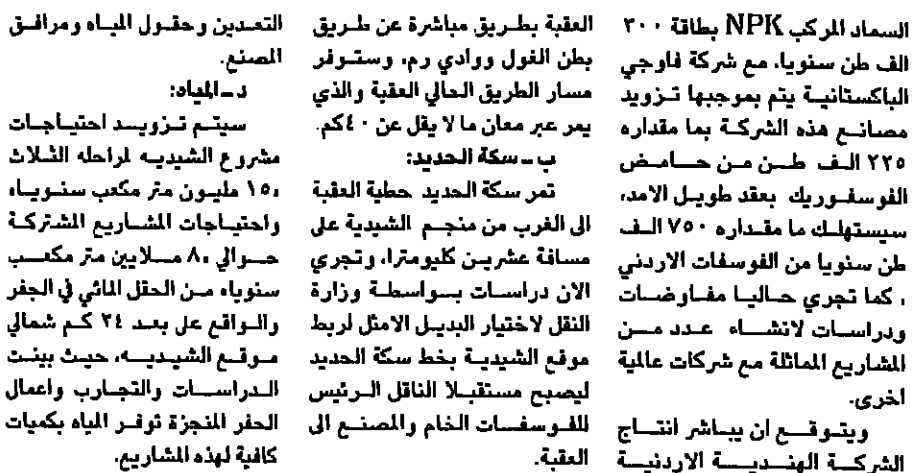 السماد المركب NPK بطاقة ٣٠٠
الف طن سنويا، مع شركة فاوجي
الباكستانية يتم بموجبها تزويد
مصانع هذه الشركة بما مقداره
٢٢٥ الف طن من حامض
الفوسفوريك بعقد طويل الامد،
سيستهلك ما مقداره ٧٥٠ الف
طن سنويا من الفوسفات الاردني
، كما تجري حاليا مفاوضات
ودراسات لانشاء عدد من
المشاريع المماثلة مع شركات عالمية
اخرى.
ويتوقع ان يباشر انتاج
الشركة الهندية الاردنية
العقبة بطريق مباشرة عن طريق
بطن الغول ووادي رم، وستوفر
مسار الطريق الحالي العقبة والذي
يمر عبر معان ما لا يقل عن ٤٠كم.
ب ـ سكة الحديد:
تمر سكة الحديد حطية العقبة
الى الغرب من منجم الشيدية على
مسافة عشرين كليومترا، وتجري
الان دراسات بواسطة وزارة
النقل لاختيار البديل الامثل لربط
موقع الشيدية بخط سكة الحديد
ليصبح مستقبلا الناقل الرئيس
للفوسفات الخام والمصنع الى
العقبة.
التعدين وحقول المياه ومرافق
المصنع.
د ـ المياه:
سيتم تزويد احتياجات
مشروع الشيديه لمراحله الثلاث
،١٥ مليون متر مكعب سنويا،
واحتياجات المشاريع المشتركة
حوالي ،٨ ملايين متر مكعب
سنويا، من الحقل المائي في الجفر
والواقع على بعد ٢٤ كم شمالي
موقع الشيديه، حيث بينت
الدراسات والتجارب واعمال
الحفر المنجزة توفر المياه بكميات
كافية لهذه المشاريع.